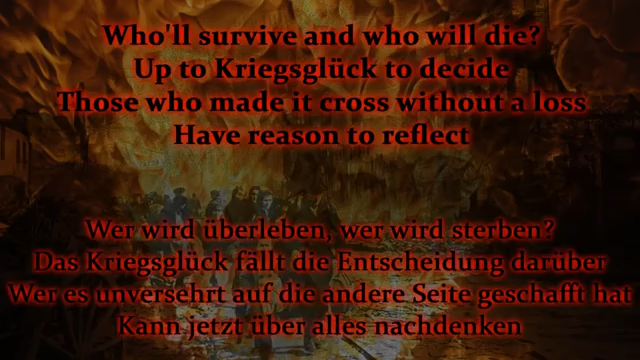 Who'll survive and who will die?
Up to Kriegsglück to decide
Those who made it cross without a loss
Have reason to reflect
Wer wird überleben, wer wird sterben?
Das Kriegsglück fällt die Entscheidung darüber
Wer es unversehrt auf die andere Seite geschafft hat
Kann jetzt über alles nachdenken